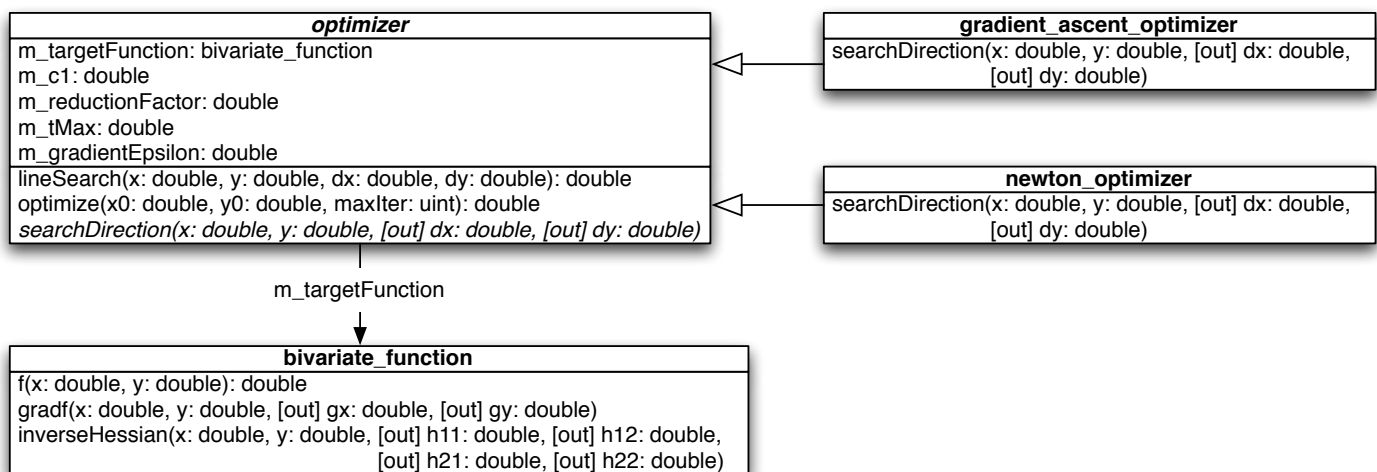 optimizer
m_targetFunction: bivariate_function
m_c1: double
m_reductionFactor: double
m_tMax: double
m_gradientEpsilon: double
lineSearch(x: double, y: double, dx: double, dy: double): double
optimize(x0: double, y0: double, maxIter: uint): double
searchDirection(x: double, y: double, [out] dx: double, [out] dy: double)
gradient_ascent_optimizer
searchDirection(x: double, y: double, [out] dx: double,
[out] dy: double)
newton_optimizer
searchDirection(x: double, y: double, [out] dx: double,
[out] dy: double)
m_targetFunction
bivariate_function
f(x: double, y: double): double
gradf(x: double, y: double, [out] gx: double, [out] gy: double)
inverseHessian(x: double, y: double, [out] h11: double, [out] h12: double,
[out] h21: double, [out] h22: double)